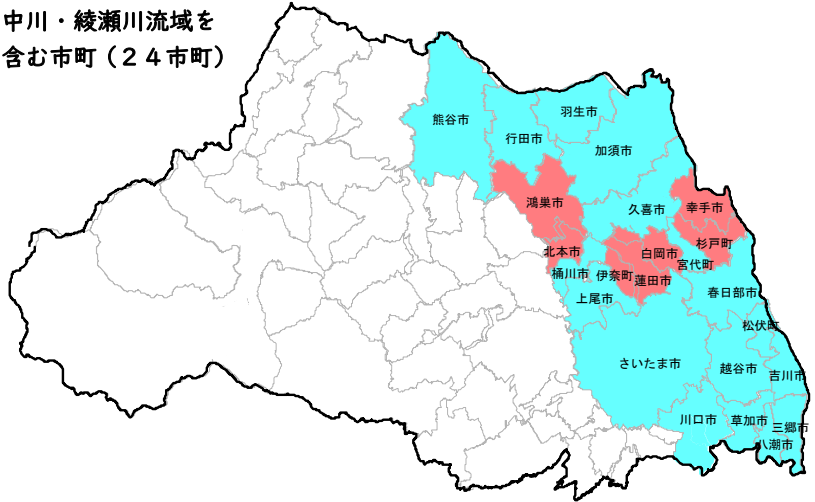 中川・綾瀬川流域を
含む市町（２４市町）
熊谷市
行田市
羽生市
加須市
鴻巣市
久喜市
幸手市
杉戸町
北本市
白岡市
宮代町
桶川市
伊奈町
蓮田市
上尾市
春日部市
松伏町
さいたま市
越谷市
吉川市
川口市
草加市
三郷市
八潮市